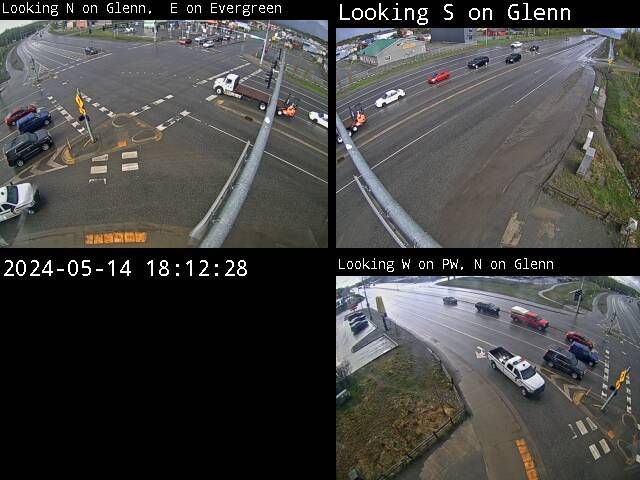 Looking N on Glenn,  E on Evergreen
Looking S on Glenn
2024-05-14 18:12:28
Looking W on PW, N on Glenn